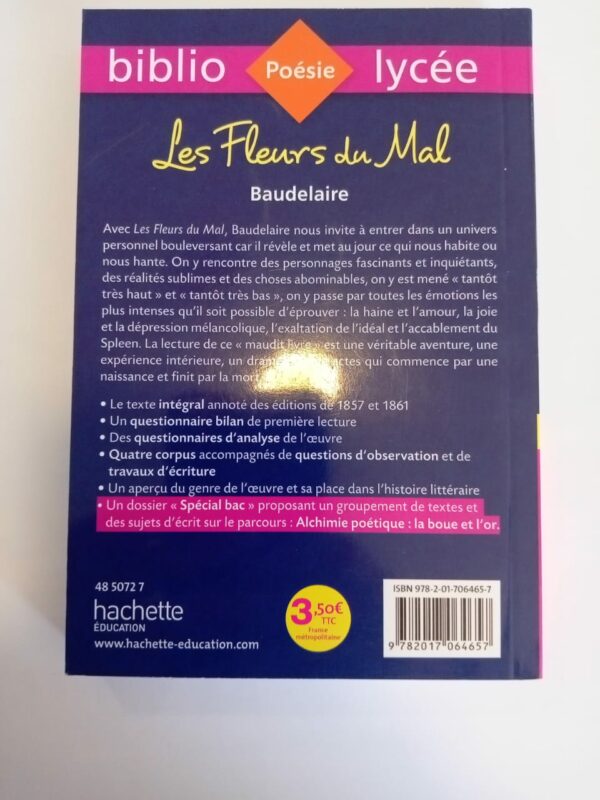 biblio Poésie lycée
Les Fleurs du Mal
Baudelaire
Avec Les Fleurs du Mal, Baudelaire nous invite à entrer dans un univers
personnel bouleversant car il révèle et met au jour ce qui nous habite ou
nous hante. On y rencontre des personnages fascinants et inquiétants,
des réalités sublimes et des choses abominables, on y est mené « tantôt
très haut » et « tantôt très bas », on y passe par toutes les émotions les
plus intenses qu'il soit possible d'éprouver : la haine et l'amour, la joie
et la dépression mélancolique, l'exaltation de l'idéal et l'accablement du
Spleen. La lecture de ce « maudit livre » est une véritable aventure, une
expérience intérieure, un drame actes qui commence par une
naissance et finit par la mort
• Le texte intégral annoté des éditions de 1857 et 1861
• Un questionnaire bilan de première lecture
• Des questionnaires d'analyse de l'œuvre
• Quatre corpus accompagnés de questions d'observation et de
travaux d'écriture
• Un aperçu du genre de l'œuvre et sa place dans l'histoire littéraire
• Un dossier « Spécial bac » proposant un groupement de textes et
des sujets d'écrit sur le parcours : Alchimie poétique : la boue et l'or.
48 5072 7
hachette
ÉDUCATION
www.hachette-education.com
3,50€
TTC
France
métropolitaine
ISBN 978-2-01-706465-7
9 782017 064657